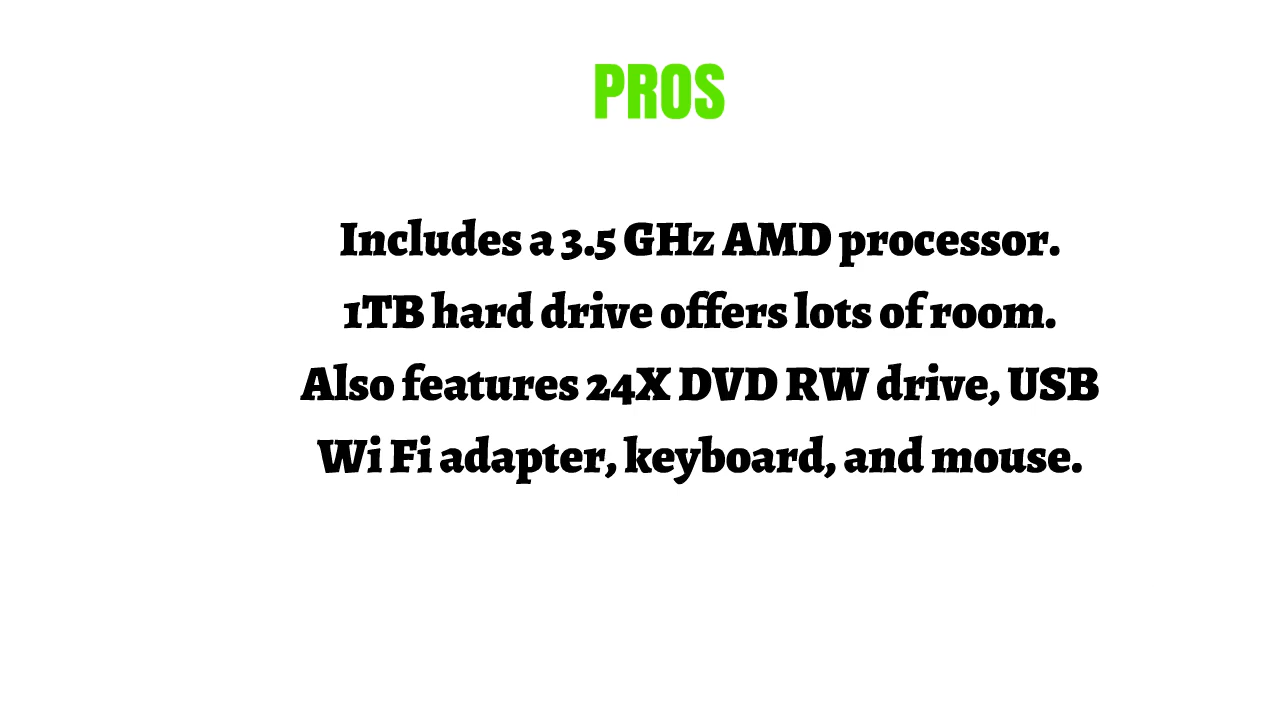 PROS
Includes a 3.5 GHz AMD processor.
1TB hard drive offers lots of room.
Also features 24X DVD RW drive, USB
Wi Fi adapter, keyboard, and mouse.